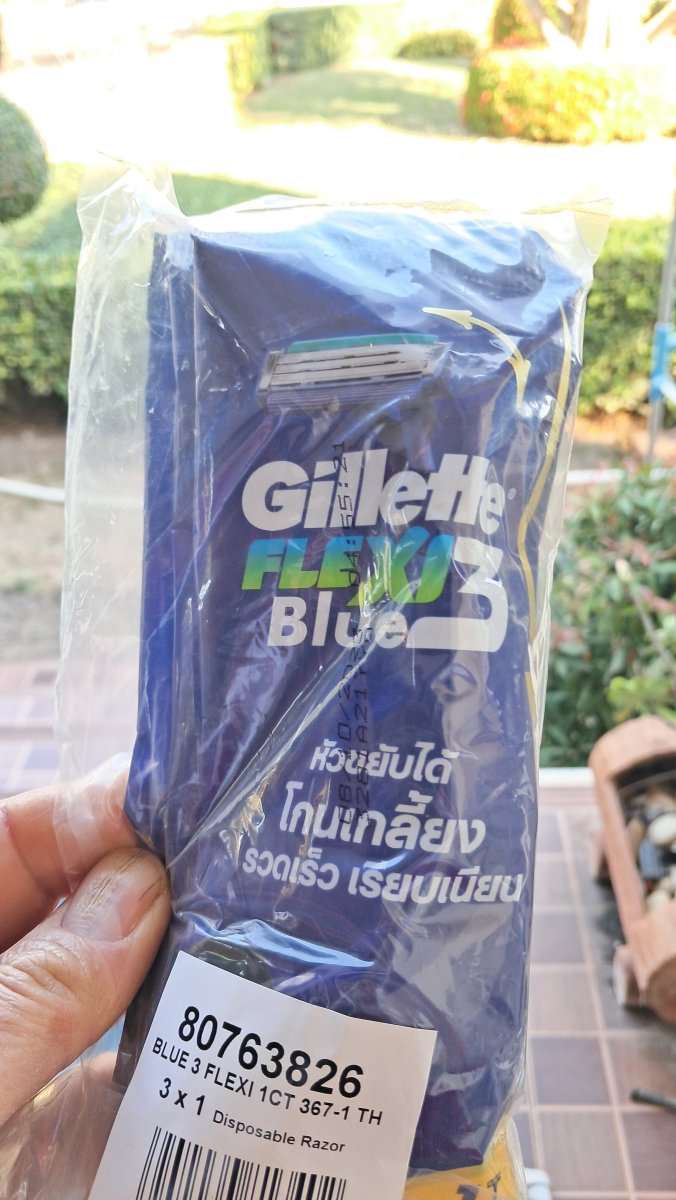 Gillette®
FLEXI3
Blue
หัวขยับได้
โกนเกลี้ยง
รวดเร็ว เรียบเนียน
80763826
BLUE 3 FLEXI 1CT 367-1 TH
3 x 1 Disposable Razor